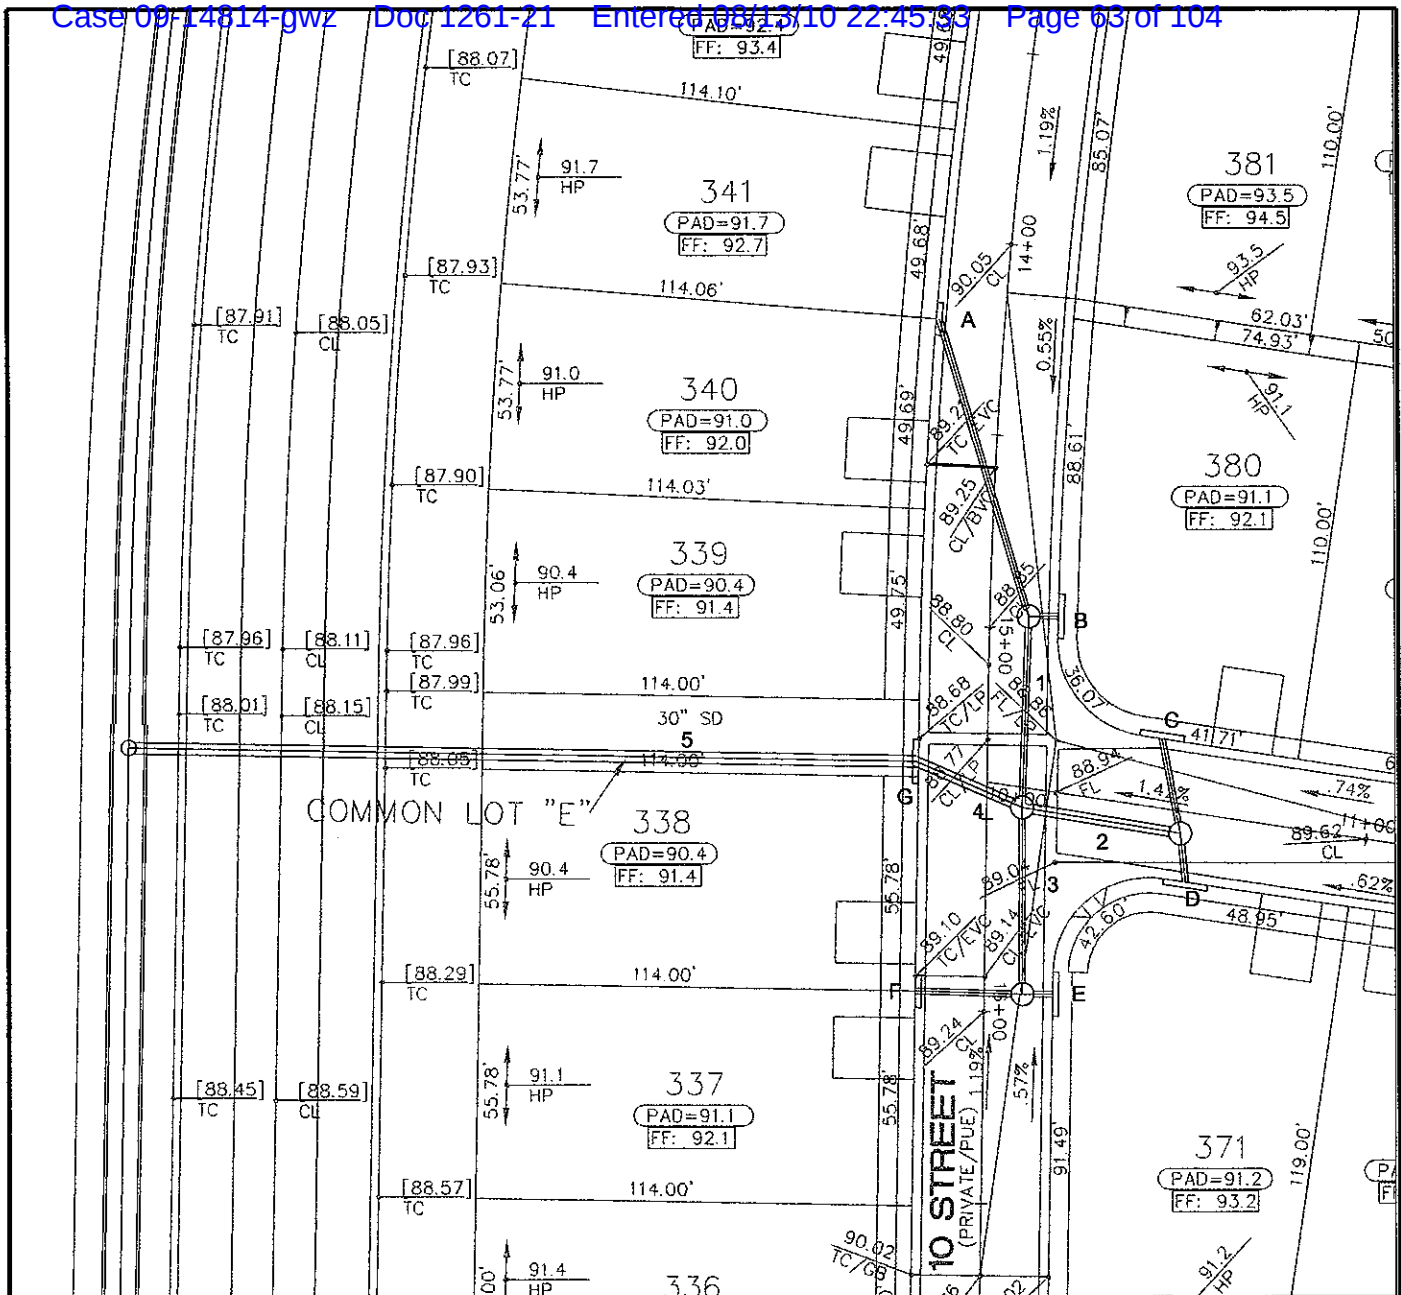 Case 09-14814-gwz Doc 1261-21 Entered 08/13/10 22:45:33 Page 63 of 104
PAD=92.4
FF: 93.4
[88.07]
TC
114.10'
49.68'
1.19%
85.07'
110.00'
381
PAD=93.5
FF: 94.5
53.77'
91.7
HP
341
PAD=91.7
FF: 92.7
49.68'
14+00
90.05
CL
93.5
HP
[87.93]
TC
114.06'
[87.91]
TC
[88.05]
CL
A
62.03'
74.93'
50
0.55%
53.77'
91.0
HP
340
PAD=91.0
FF: 92.0
49.69'
89.21
TC EVC
91.1
HP
88.61'
380
PAD=91.1
FF: 92.1
110.00'
[87.90]
TC
114.03'
89.25
CL/BVC
53.06'
90.4
HP
339
PAD=90.4
FF: 91.4
49.75'
88.80
CL
15+00
B
[87.96]
TC
[88.11]
CL
[87.96]
TC
[87.99]
TC
114.00'
88.68
TC/LP
1
36.07
C
41.71'
[88.01]
TC
[88.15]
CL
30" SD
5
[88.05]
TC
114.00'
G
88.94
FL
1.42%
.74%
COMMON LOT "E"
338
PAD=90.4
FF: 91.4
4
2
11+00
89.62
CL
55.78'
90.4
HP
55.78'
89.04
3
.62%
D
48.95'
42.60'
89.10
TC/EVC
89.14
[88.29]
TC
114.00'
F
E
15+00
89.24
CL
[88.45]
TC
[88.59]
CL
55.78'
91.1
HP
337
PAD=91.1
FF: 92.1
55.78'
10 STREET
(PRIVATE/PUE)
1.19%
.57%
91.49'
371
PAD=91.2
FF: 93.2
119.00'
[88.57]
TC
114.00'
90.02
TC/GB
91.4
HP
336
91.2
HP